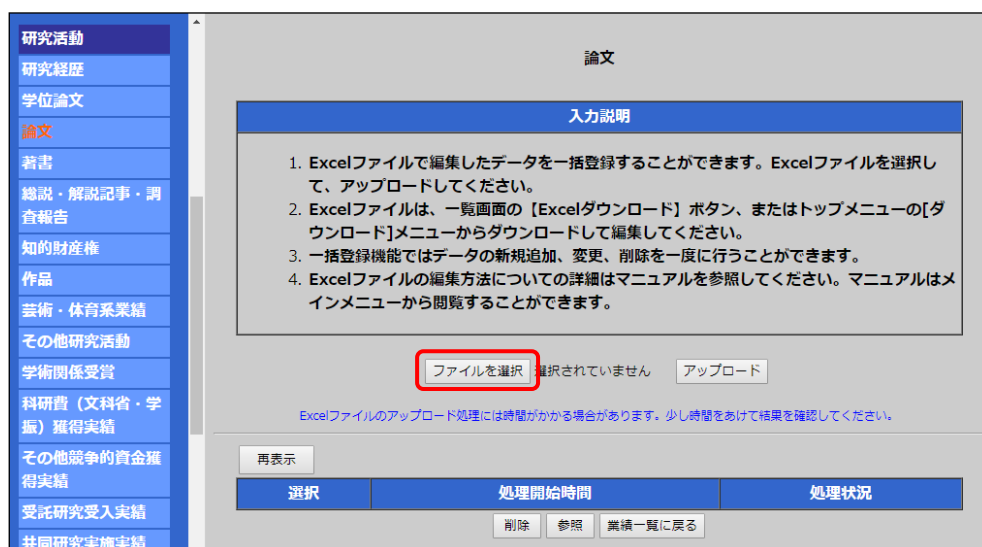 研究活動
研究経歴
学位論文
論文
著書
総説・解説記事・調
査報告
知的財産権
作品
芸術・体育系業績
その他研究活動
学術関係受賞
科研費（文科省・学
振）獲得実績
その他競争的資金獲
得実績
受託研究受入実績
共同研究実施実績
論文
入力説明
1. Excelファイルで編集したデータを一括登録することができます。Excelファイルを選択し
て、アップロードしてください。
2. Excelファイルは、一覧画面の【Excelダウンロード】ボタン、またはトップメニューの[ダ
ウンロード]メニューからダウンロードして編集してください。
3. 一括登録機能ではデータの新規追加、変更、削除を一度に行うことができます。
4. Excelファイルの編集方法についての詳細はマニュアルを参照してください。マニュアルはメ
インメニューから閲覧することができます。
ファイルを選択 選択されていません アップロード
Excelファイルのアップロード処理には時間がかかる場合があります。少し時間をあけて結果を確認してください。
再表示
選択 処理開始時間 処理状況
削除 参照 業績一覧に戻る